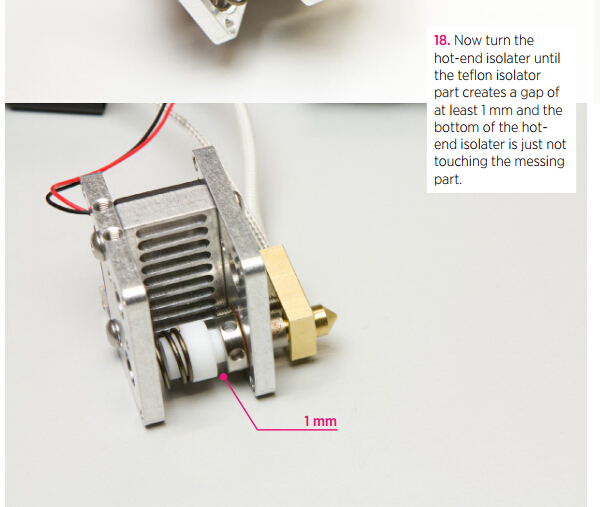 18. Now turn the
hot-end isolater until
the teflon isolator
part creates a gap of
at least 1 mm and the
bottom of the hot-
end isolater is just not
touching the messing
part.
1 mm